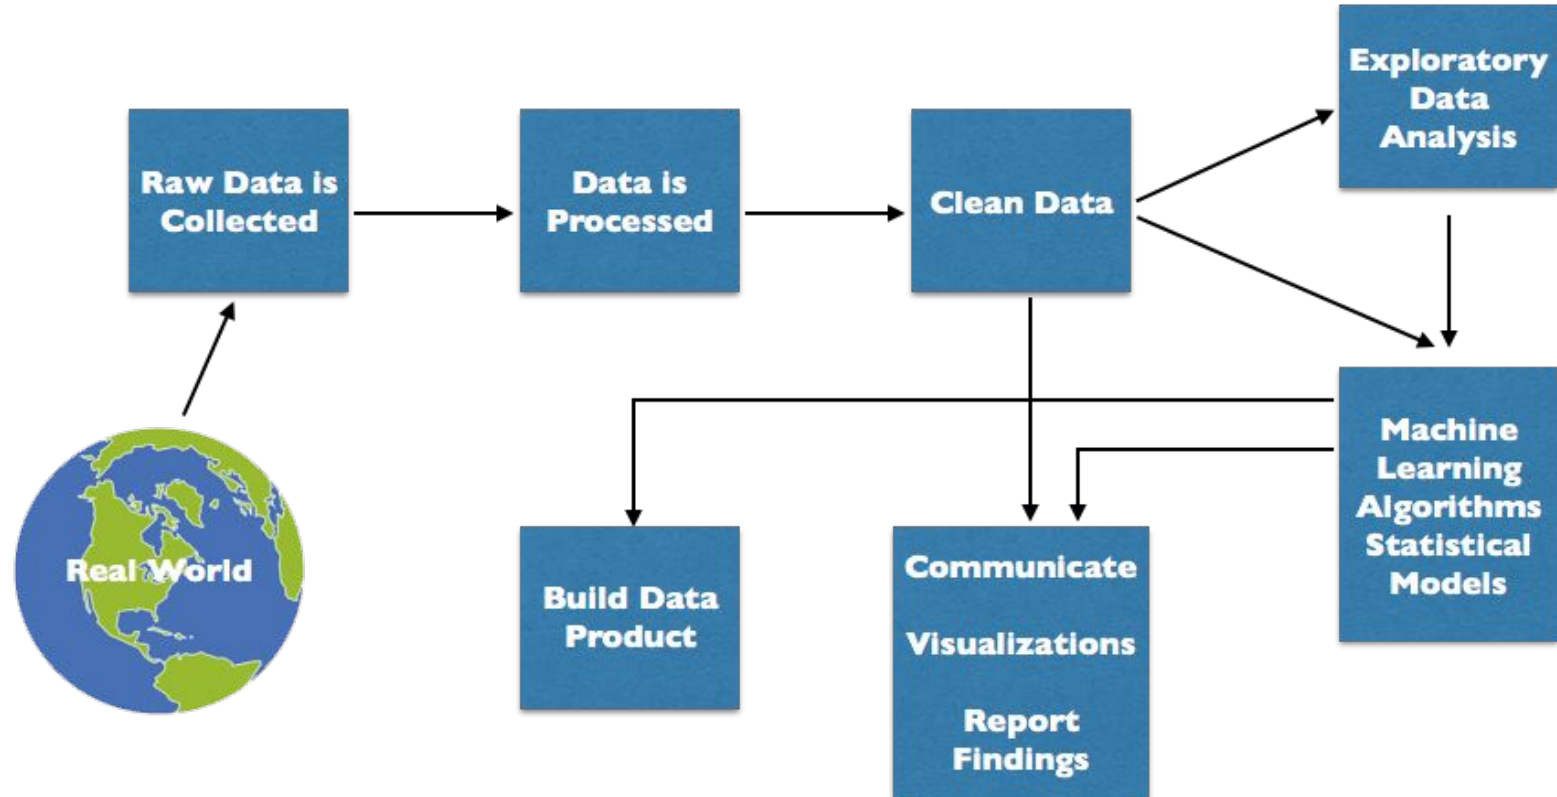 Raw Data is
Collected
Data is
Processed
Clean Data
Exploratory
Data
Analysis
Real World
Build Data
Product
Communicate
Visualizations
Report
Findings
Machine
Learning
Algorithms
Statistical
Models